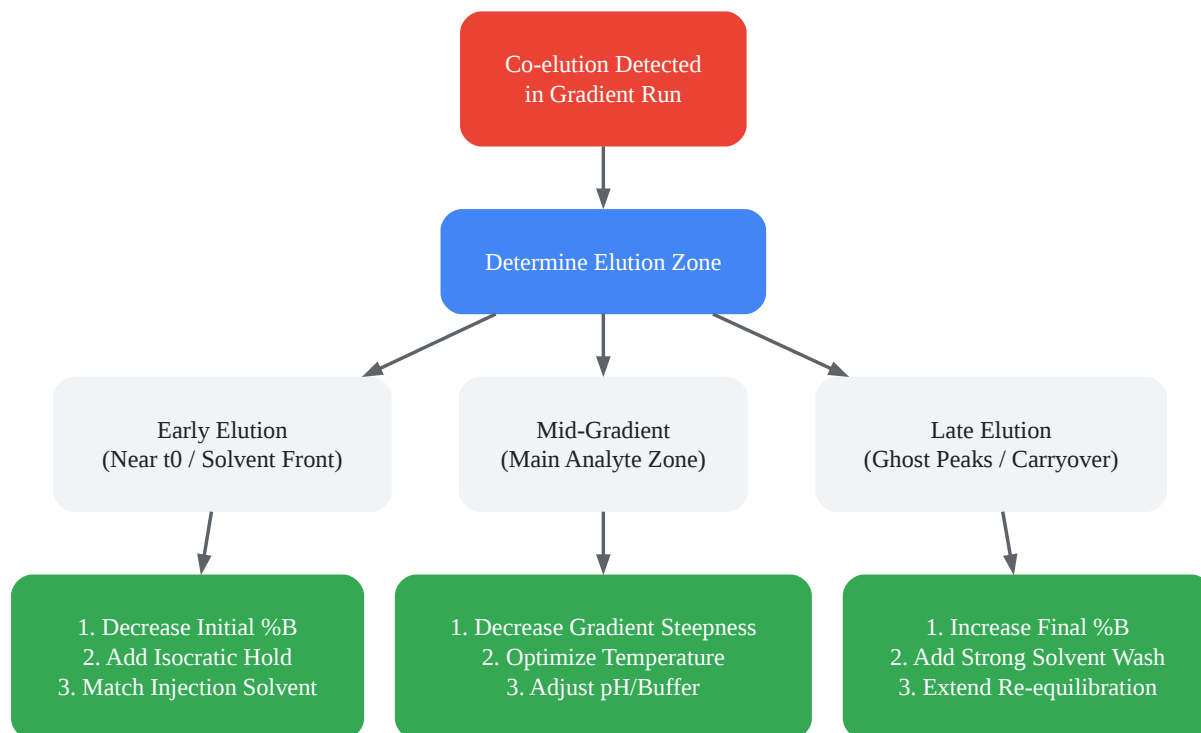 Co-elution Detected
in Gradient Run
Determine Elution Zone
Early Elution
(Near t0 / Solvent Front)
Mid-Gradient
(Main Analyte Zone)
Late Elution
(Ghost Peaks / Carryover)
1. Decrease Initial %B
2. Add Isocratic Hold
3. Match Injection Solvent
1. Decrease Gradient Steepness
2. Optimize Temperature
3. Adjust pH/Buffer
1. Increase Final %B
2. Add Strong Solvent Wash
3. Extend Re-equilibration